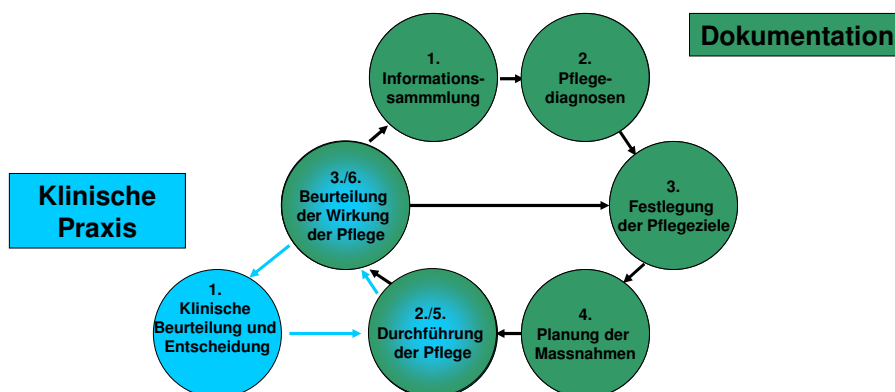 Dokumentation
1.
Informations-
sammmlung
2.
Pflege-
diagnosen
3./6.
Beurteilung
der Wirkung
der Pflege
3.
Festlegung
der Pflegeziele
Klinische
Praxis
1.
Klinische
Beurteilung und
Entscheidung
2./5.
Durchführung
der Pflege
4.
Planung der
Massnahmen